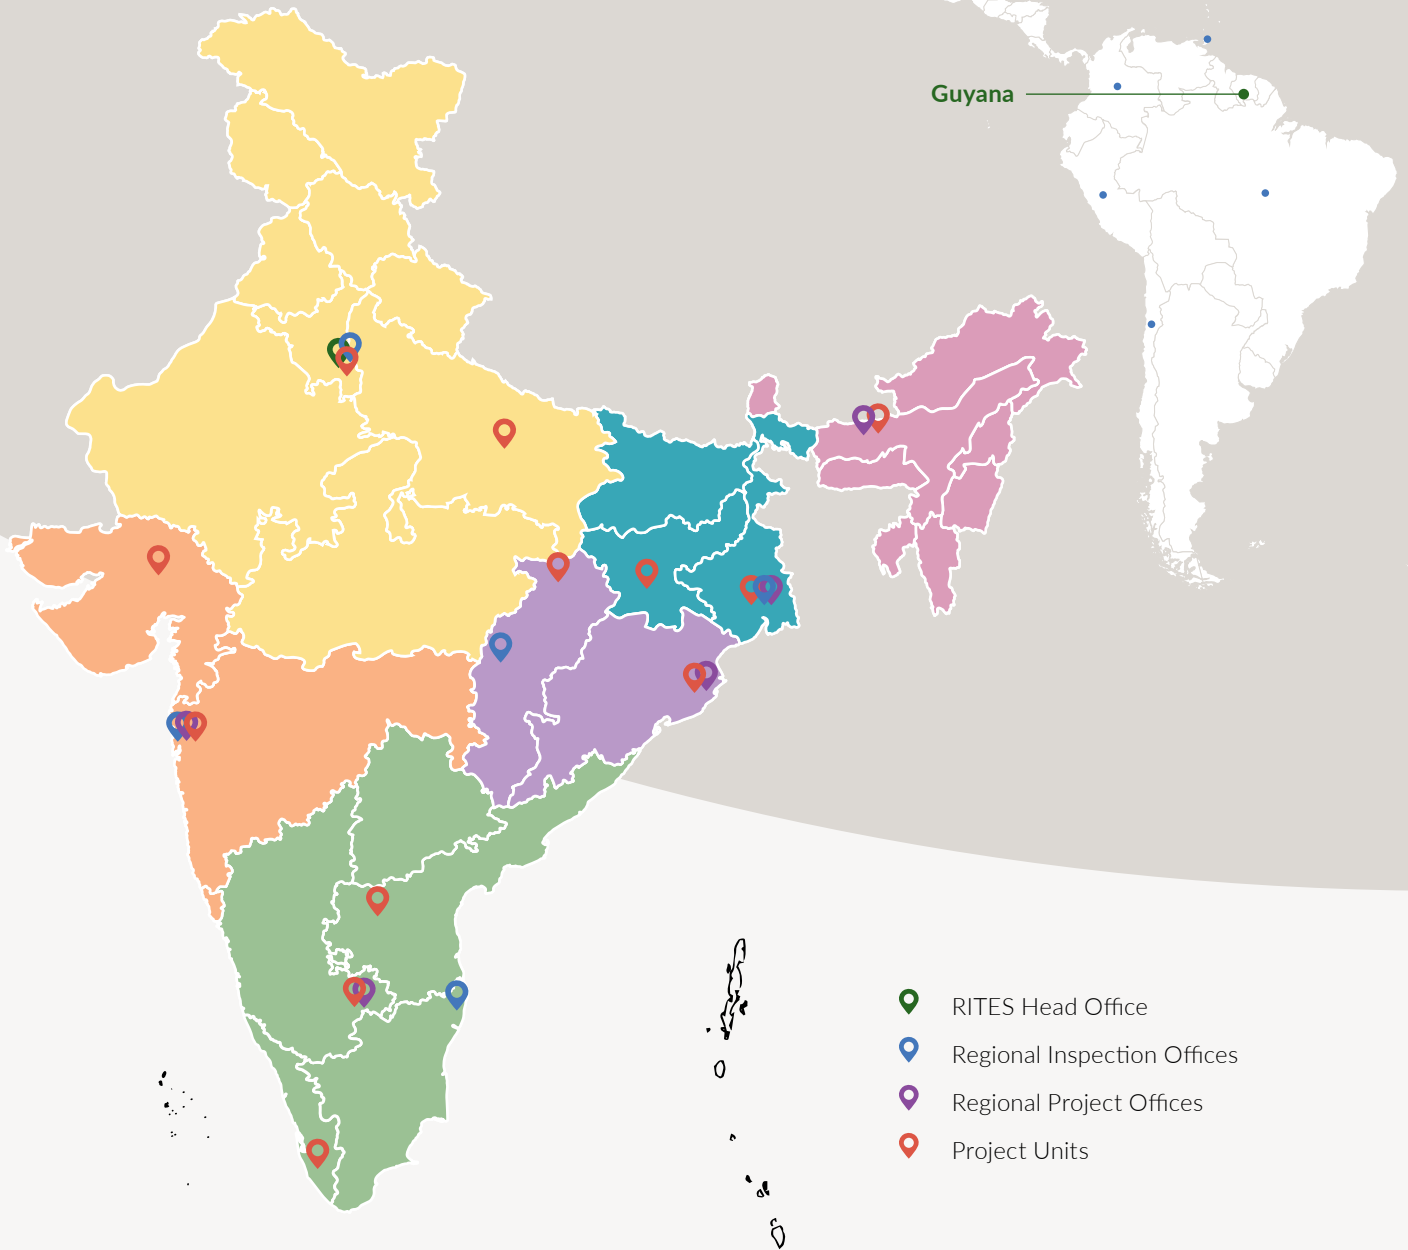 Guyana
RITES Head Office
Regional Inspection Offices
Regional Project Offices
Project Units